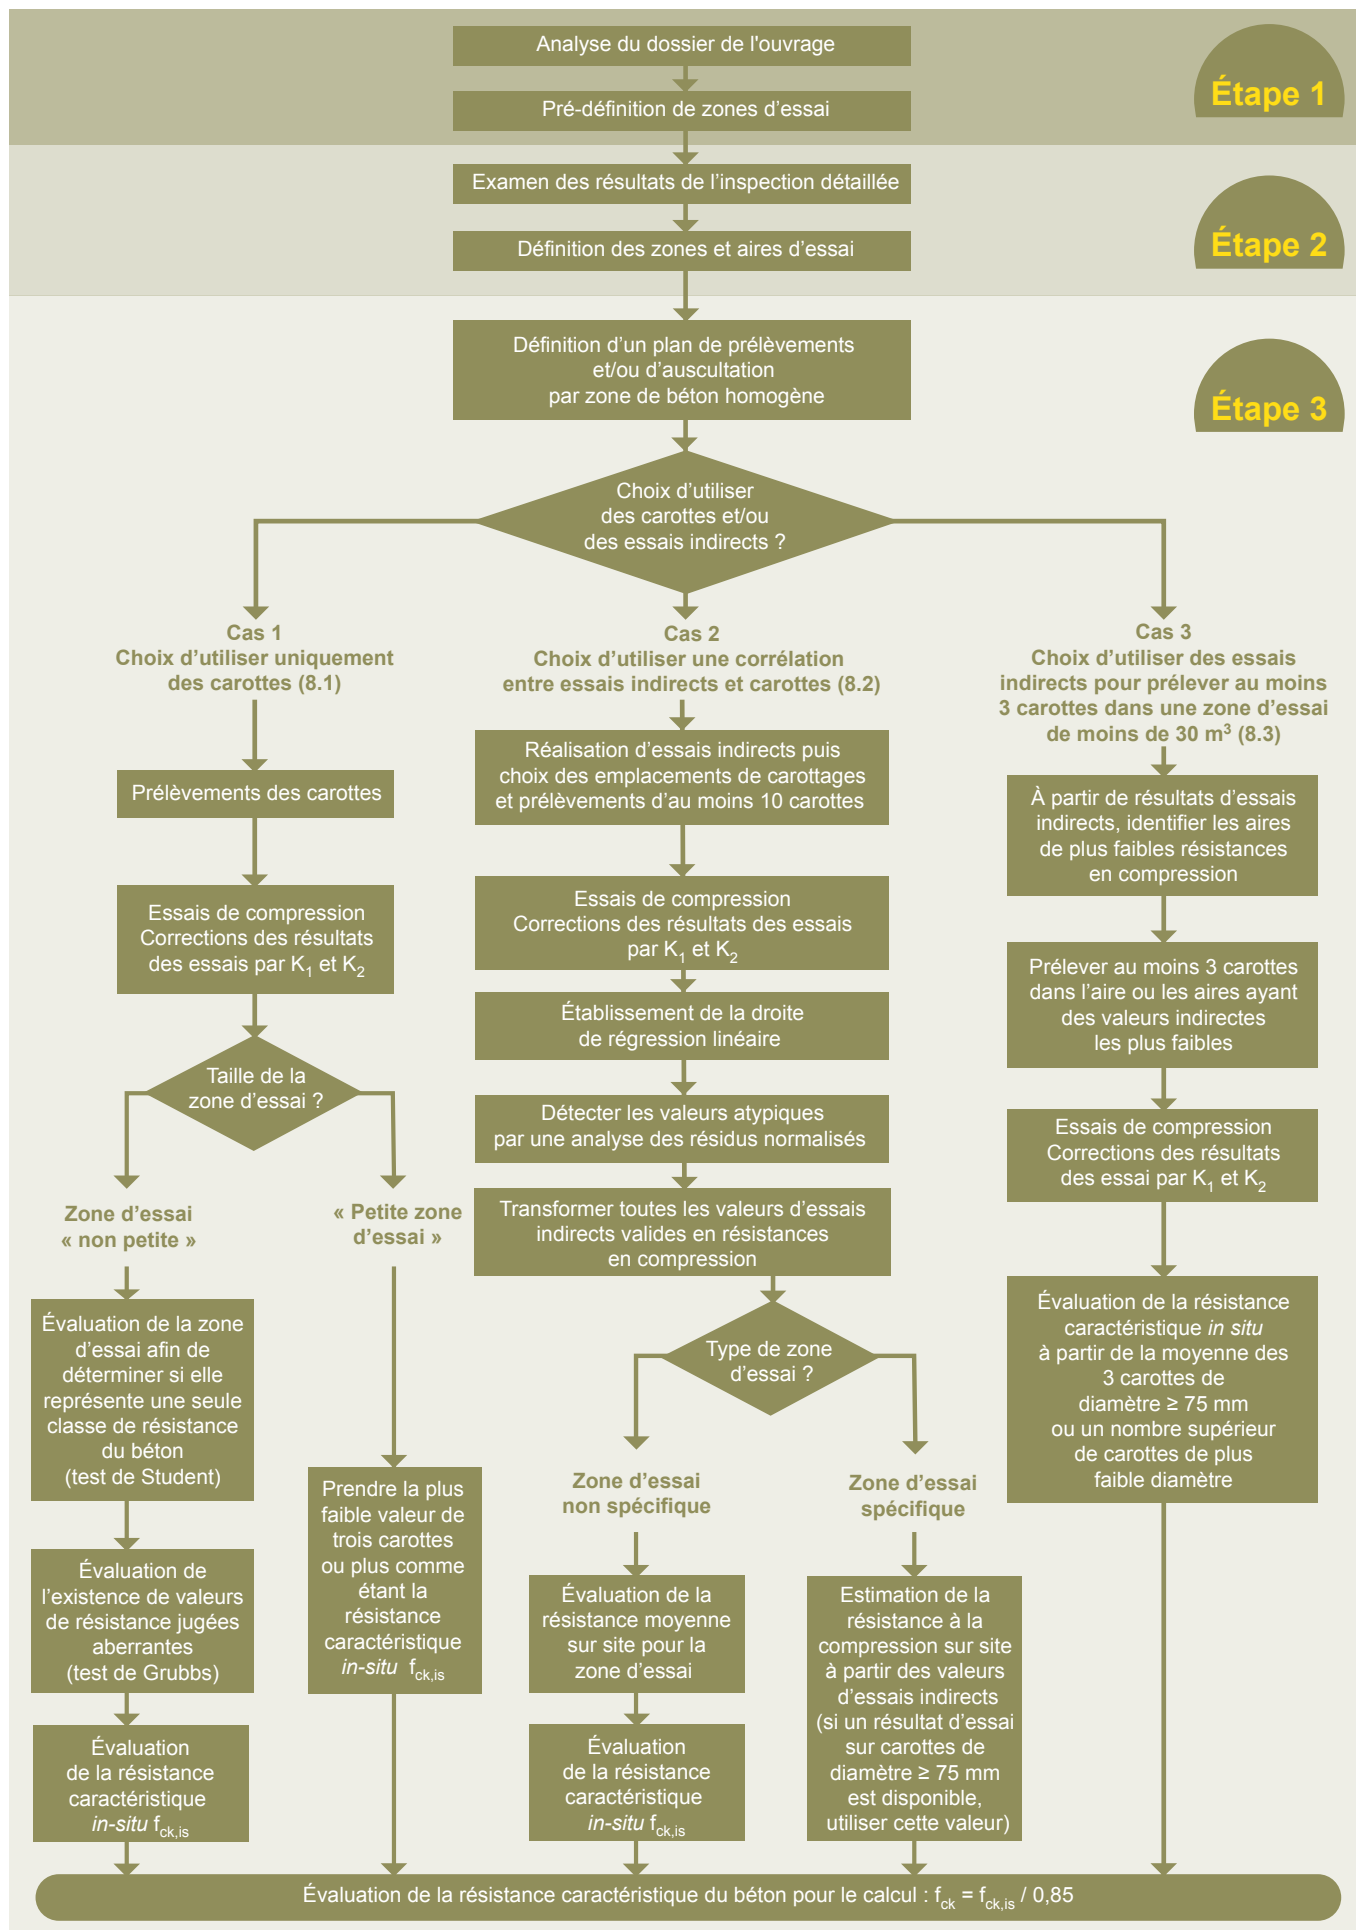 Analyse du dossier de l'ouvrage
Pré-définition de zones d’essai
Étape 1
Examen des résultats de l’inspection détaillée
Définition des zones et aires d’essai
Étape 2
Définition d’un plan de prélèvements
et/ou d’auscultation
par zone de béton homogène
Étape 3
Choix d’utiliser
des carottes et/ou
des essais indirects ?
Cas 1
Choix d’utiliser uniquement
des carottes (8.1)
Prélèvements des carottes
Essais de compression
Corrections des résultats
des essais par K1 et K2
Taille de la
zone d’essai ?
Zone d’essai
« non petite »
Évaluation de la zone
d’essai afin de
déterminer si elle
représente une seule
classe de résistance
du béton
(test de Student)
Évaluation de
l’existence de valeurs
de résistance jugées
aberrantes
(test de Grubbs)
Évaluation
de la résistance
caractéristique
in-situ fck,is
« Petite zone
d’essai »
Prendre la plus
faible valeur de
trois carottes
ou plus comme
étant la
résistance
caractéristique
in-situ fck,is
Cas 2
Choix d’utiliser une corrélation
entre essais indirects et carottes (8.2)
Réalisation d’essais indirects puis
choix des emplacements de carottages
et prélèvements d’au moins 10 carottes
Essais de compression
Corrections des résultats des essais
par K1 et K2
Établissement de la droite
de régression linéaire
Détecter les valeurs atypiques
par une analyse des résidus normalisés
Transformer toutes les valeurs d’essais
indirects valides en résistances
en compression
Type de zone
d’essai ?
Zone d’essai
non spécifique
Évaluation de la
résistance moyenne
sur site pour la
zone d’essai
Évaluation
de la résistance
caractéristique
in-situ fck,is
Zone d’essai
spécifique
Estimation de la
résistance à la
compression sur site
à partir des valeurs
d’essais indirects
(si un résultat d’essai
sur carottes de
diamètre ≥ 75 mm
est disponible,
utiliser cette valeur)
Cas 3
Choix d’utiliser des essais
indirects pour prélever au moins
3 carottes dans une zone d’essai
de moins de 30 m³ (8.3)
À partir de résultats d’essais
indirects, identifier les aires
de plus faibles résistances
en compression
Prélever au moins 3 carottes
dans l’aire ou les aires ayant
des valeurs indirectes
les plus faibles
Essais de compression
Corrections des résultats
des essai par K1 et K2
Évaluation de la résistance
caractéristique in situ
à partir de la moyenne des
3 carottes de
diamètre ≥ 75 mm
ou un nombre supérieur
de carottes de plus
faible diamètre
Évaluation de la résistance caractéristique du béton pour le calcul : fck = fck,is / 0,85